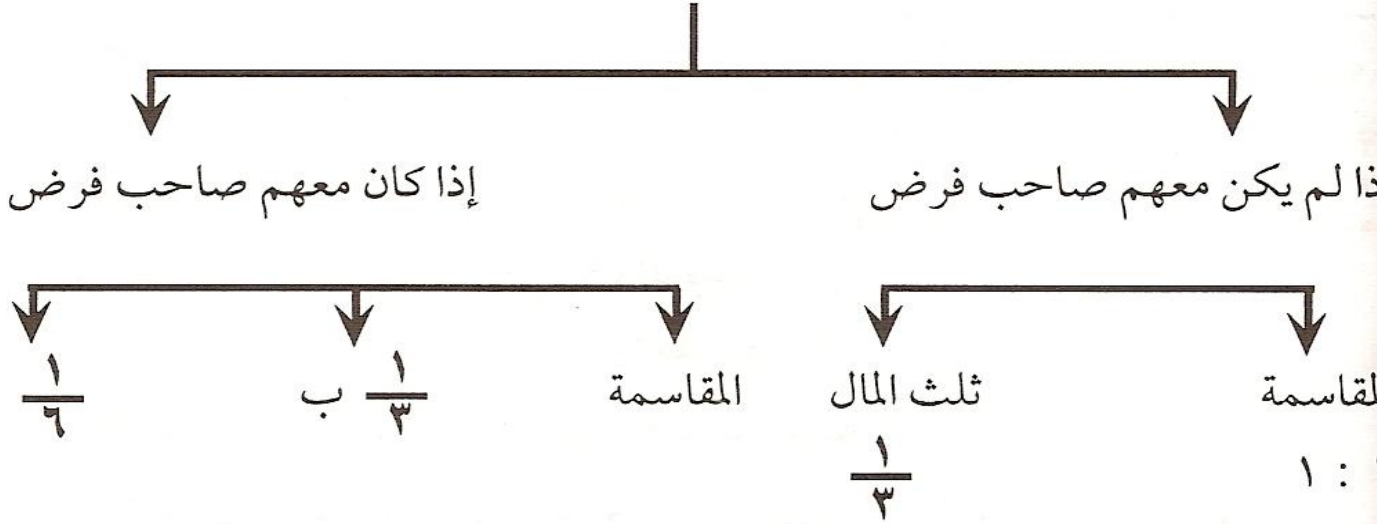 ذا لم يكن معهم صاحب فرض
إذا كان معهم صاحب فرض
لمقاسمة
ثلث المال
المقاسمة
١/٣ ب
١/٦
: ١
١/٣